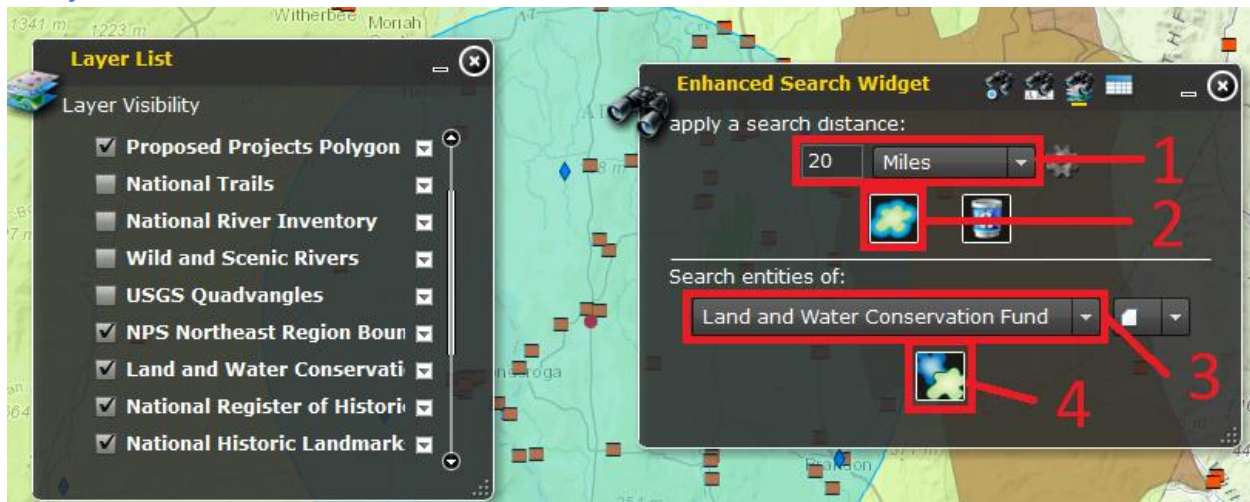 1341 m
1223 m
Witherbee
Moriah
Layer List
Layer Visibility
Proposed Projects Polygon
National Trails
National River Inventory
Wild and Scenic Rivers
USGS Quadvangles
NPS Northeast Region Boun
Land and Water Conservati
National Register of Histori
National Historic Landmark
Enhanced Search Widget
apply a search distance:
20 Miles
1
2
Search entities of:
Land and Water Conservation Fund
3
4